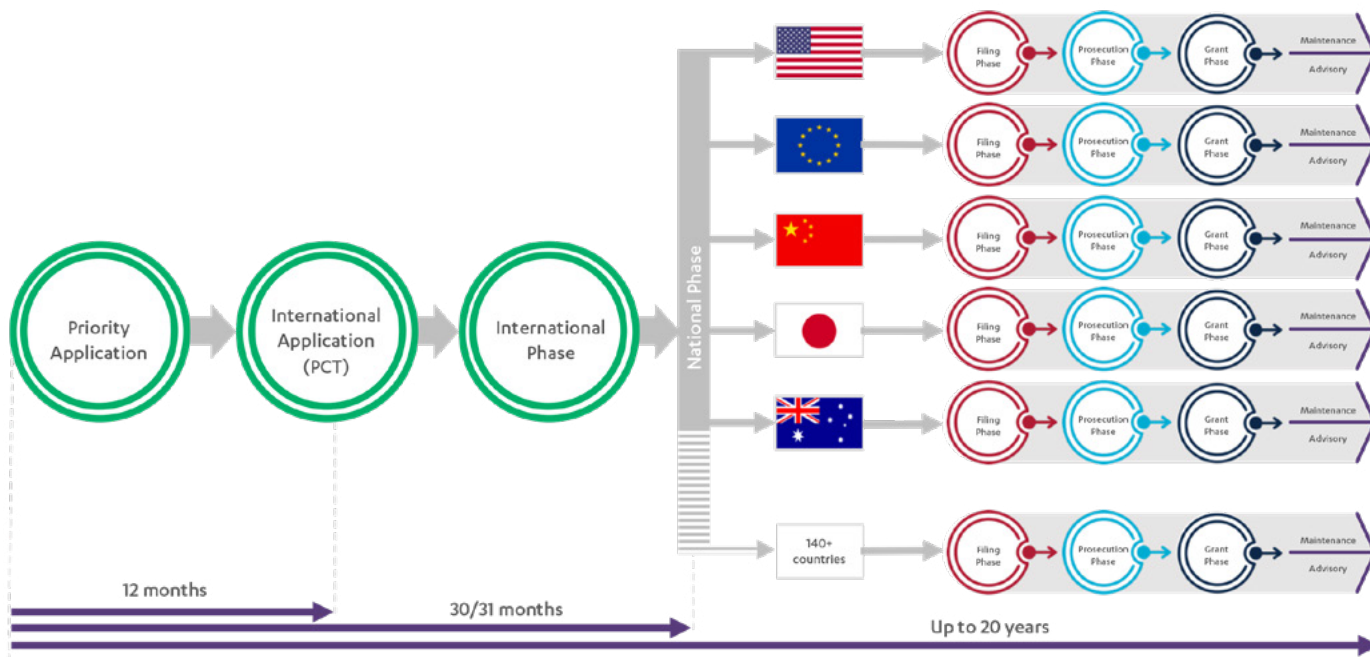 Priority
Application
International
Application
(PCT)
International
Phase
National Phase
Filing
Phase
Prosecution
Phase
Grant
Phase
Maintenance
Advisory
Filing
Phase
Prosecution
Phase
Grant
Phase
Maintenance
Advisory
Filing
Phase
Prosecution
Phase
Grant
Phase
Maintenance
Advisory
Filing
Phase
Prosecution
Phase
Grant
Phase
Maintenance
Advisory
Filing
Phase
Prosecution
Phase
Grant
Phase
Maintenance
Advisory
140+
countries
Filing
Phase
Prosecution
Phase
Grant
Phase
Maintenance
Advisory
12 months
30/31 months
Up to 20 years